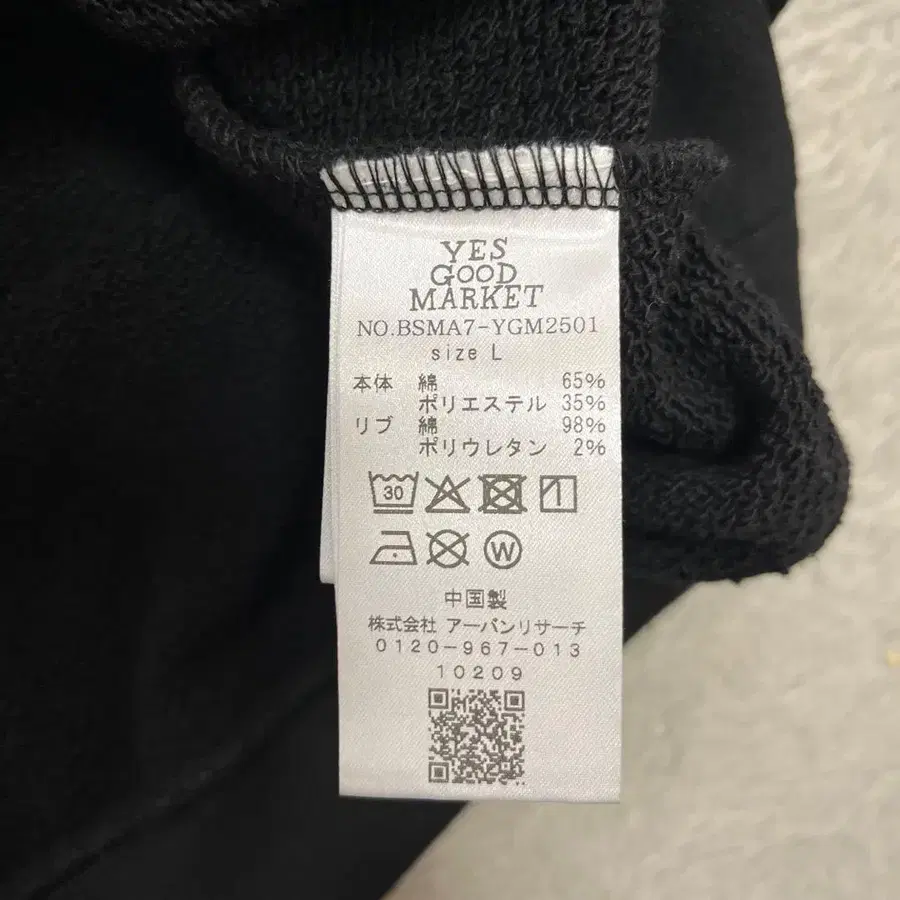 YES
GOOD
MARKET
NO.BSMA7-YGM2501
size L
本体 綿 65%
ポリエステル 35%
リブ 綿 98%
ポリウレタン 2%
30
W
中国製
株式会社 アーバンリサーチ
0120-967-013
10209